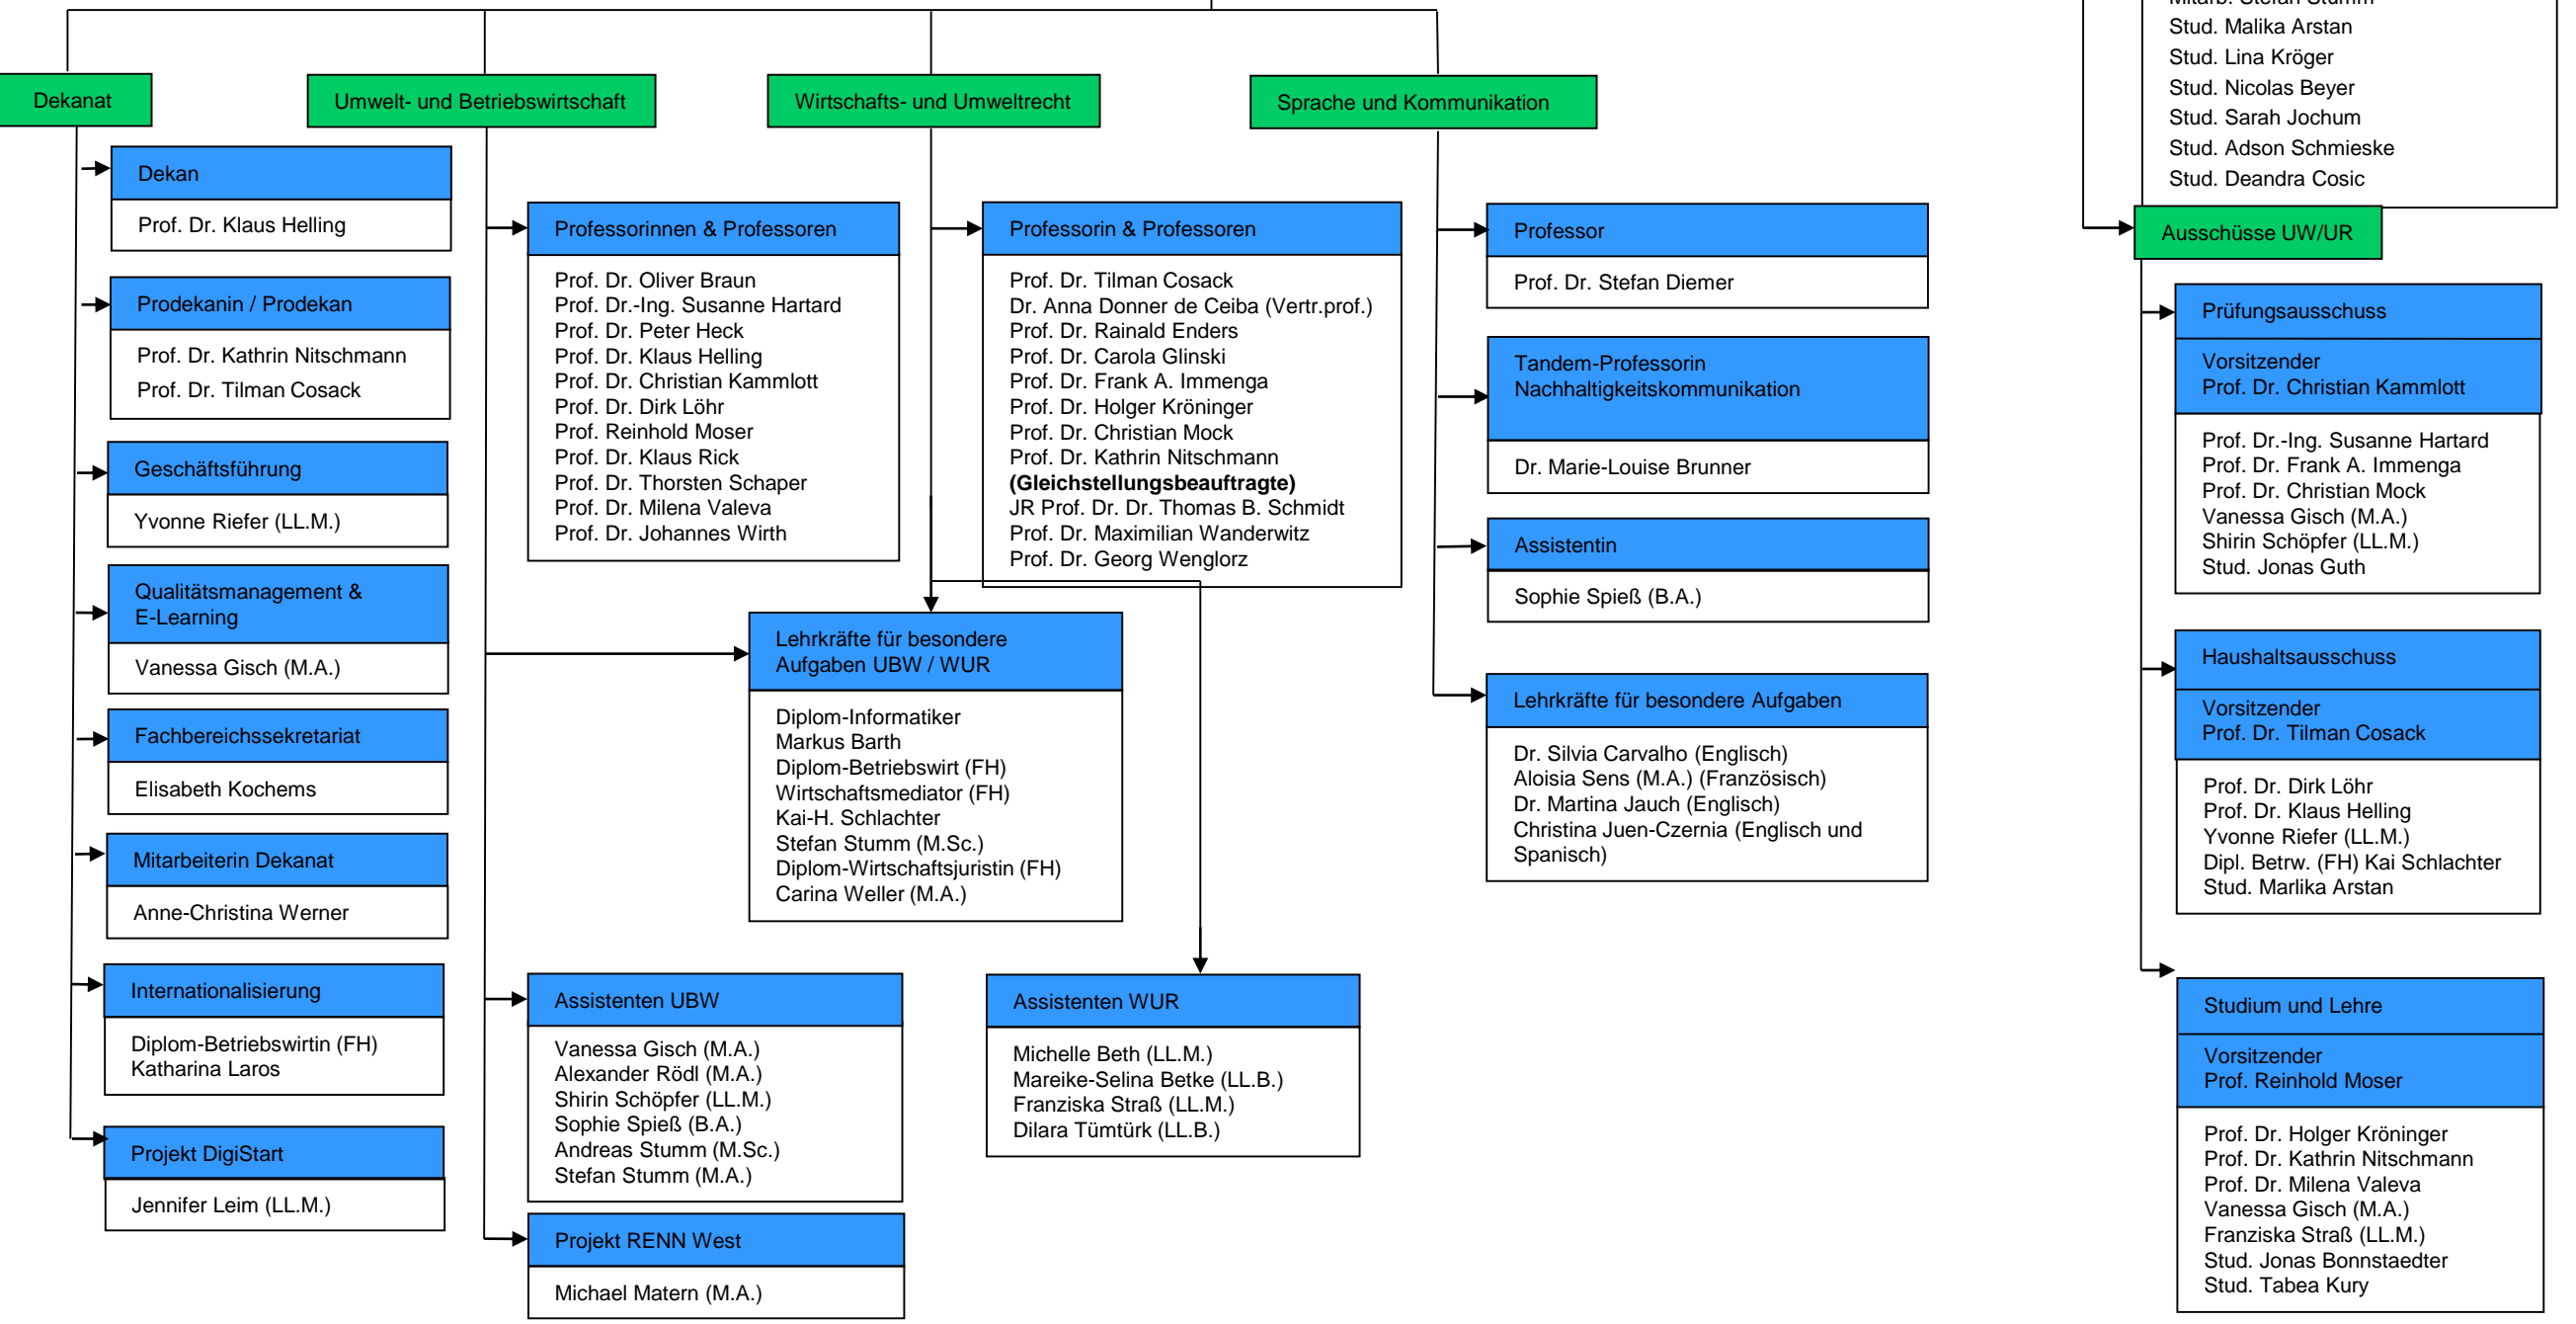 Mitarb. Stefan Stumm
Stud. Malika Arstan
Stud. Lina Kröger
Stud. Nicolas Beyer
Stud. Sarah Jochum
Stud. Adson Schmieske
Stud. Deandra Cosic
Dekanat
Dekan
Prof. Dr. Klaus Helling
Prodekanin / Prodekan
Prof. Dr. Kathrin Nitschmann
Prof. Dr. Tilman Cosack
Geschäftsführung
Yvonne Riefer (LL.M.)
Qualitätsmanagement &
E-Learning
Vanessa Gisch (M.A.)
Fachbereichssekretariat
Elisabeth Kochems
Mitarbeiterin Dekanat
Anne-Christina Werner
Internationalisierung
Diplom-Betriebswirtin (FH)
Katharina Laros
Projekt DigiStart
Jennifer Leim (LL.M.)
Umwelt- und Betriebswirtschaft
Professorinnen & Professoren
Prof. Dr. Oliver Braun
Prof. Dr.-Ing. Susanne Hartard
Prof. Dr. Peter Heck
Prof. Dr. Klaus Helling
Prof. Dr. Christian Kammlott
Prof. Dr. Dirk Löhr
Prof. Reinhold Moser
Prof. Dr. Klaus Rick
Prof. Dr. Thorsten Schaper
Prof. Dr. Milena Valeva
Prof. Dr. Johannes Wirth
Lehrkräfte für besondere
Aufgaben UBW / WUR
Diplom-Informatiker
Markus Barth
Diplom-Betriebswirt (FH)
Wirtschaftsmediator (FH)
Kai-H. Schlachter
Stefan Stumm (M.Sc.)
Diplom-Wirtschaftsjuristin (FH)
Carina Weller (M.A.)
Assistenten UBW
Vanessa Gisch (M.A.)
Alexander Rödl (M.A.)
Shirin Schöpfer (LL.M.)
Sophie Spieß (B.A.)
Andreas Stumm (M.Sc.)
Stefan Stumm (M.A.)
Projekt RENN West
Michael Matern (M.A.)
Wirtschafts- und Umweltrecht
Professorin & Professoren
Prof. Dr. Tilman Cosack
Dr. Anna Donner de Ceiba (Vertr.prof.)
Prof. Dr. Rainald Enders
Prof. Dr. Carola Glinski
Prof. Dr. Frank A. Immenga
Prof. Dr. Holger Kröninger
Prof. Dr. Christian Mock
Prof. Dr. Kathrin Nitschmann
(Gleichstellungsbeauftragte)
JR Prof. Dr. Dr. Thomas B. Schmidt
Prof. Dr. Maximilian Wanderwitz
Prof. Dr. Georg Wenglorz
Assistenten WUR
Michelle Beth (LL.M.)
Mareike-Selina Betke (LL.B.)
Franziska Straß (LL.M.)
Dilara Tümtürk (LL.B.)
Sprache und Kommunikation
Professor
Prof. Dr. Stefan Diemer
Tandem-Professorin
Nachhaltigkeitskommunikation
Dr. Marie-Louise Brunner
Assistentin
Sophie Spieß (B.A.)
Lehrkräfte für besondere Aufgaben
Dr. Silvia Carvalho (Englisch)
Aloisia Sens (M.A.) (Französisch)
Dr. Martina Jauch (Englisch)
Christina Juen-Czernia (Englisch und
Spanisch)
Ausschüsse UW/UR
Prüfungsausschuss
Vorsitzender
Prof. Dr. Christian Kammlott
Prof. Dr.-Ing. Susanne Hartard
Prof. Dr. Frank A. Immenga
Prof. Dr. Christian Mock
Vanessa Gisch (M.A.)
Shirin Schöpfer (LL.M.)
Stud. Jonas Guth
Haushaltsausschuss
Vorsitzender
Prof. Dr. Tilman Cosack
Prof. Dr. Dirk Löhr
Prof. Dr. Klaus Helling
Yvonne Riefer (LL.M.)
Dipl. Betrw. (FH) Kai Schlachter
Stud. Marlika Arstan
Studium und Lehre
Vorsitzender
Prof. Reinhold Moser
Prof. Dr. Holger Kröninger
Prof. Dr. Kathrin Nitschmann
Prof. Dr. Milena Valeva
Vanessa Gisch (M.A.)
Franziska Straß (LL.M.)
Stud. Jonas Bonnstaedter
Stud. Tabea Kury